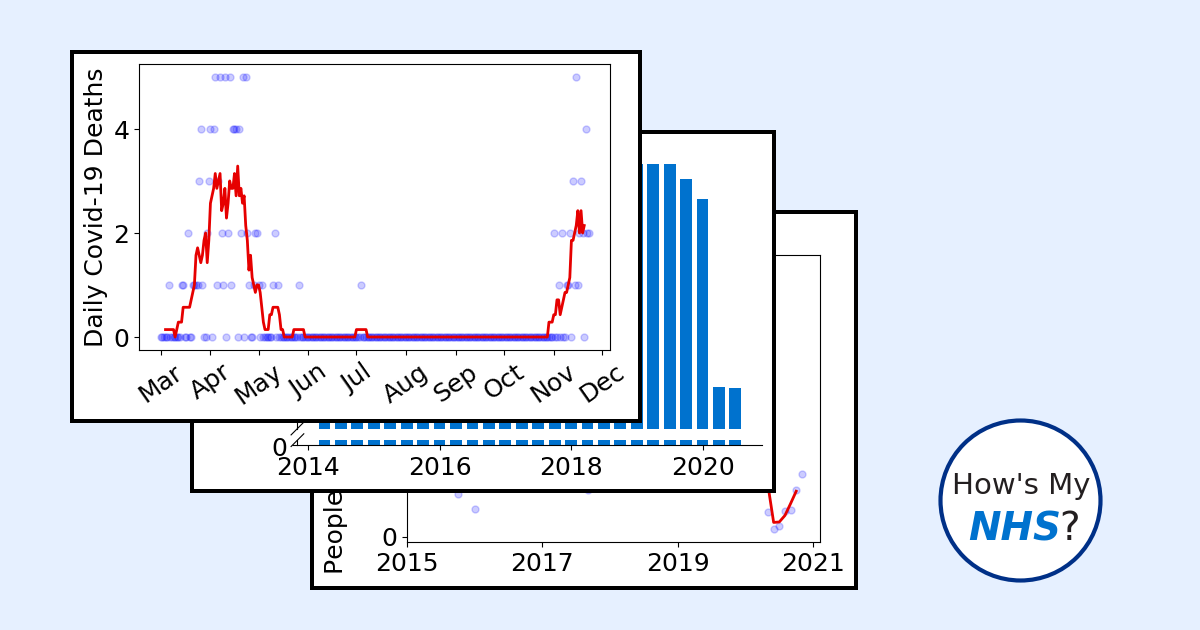 Daily Covid-19 Deaths
4
2
0
Mar Apr May Jun Jul Aug Sep Oct Nov Dec
0
2014 2016 2018 2020
People
0
2015 2017 2019 2021
How's My
NHS?